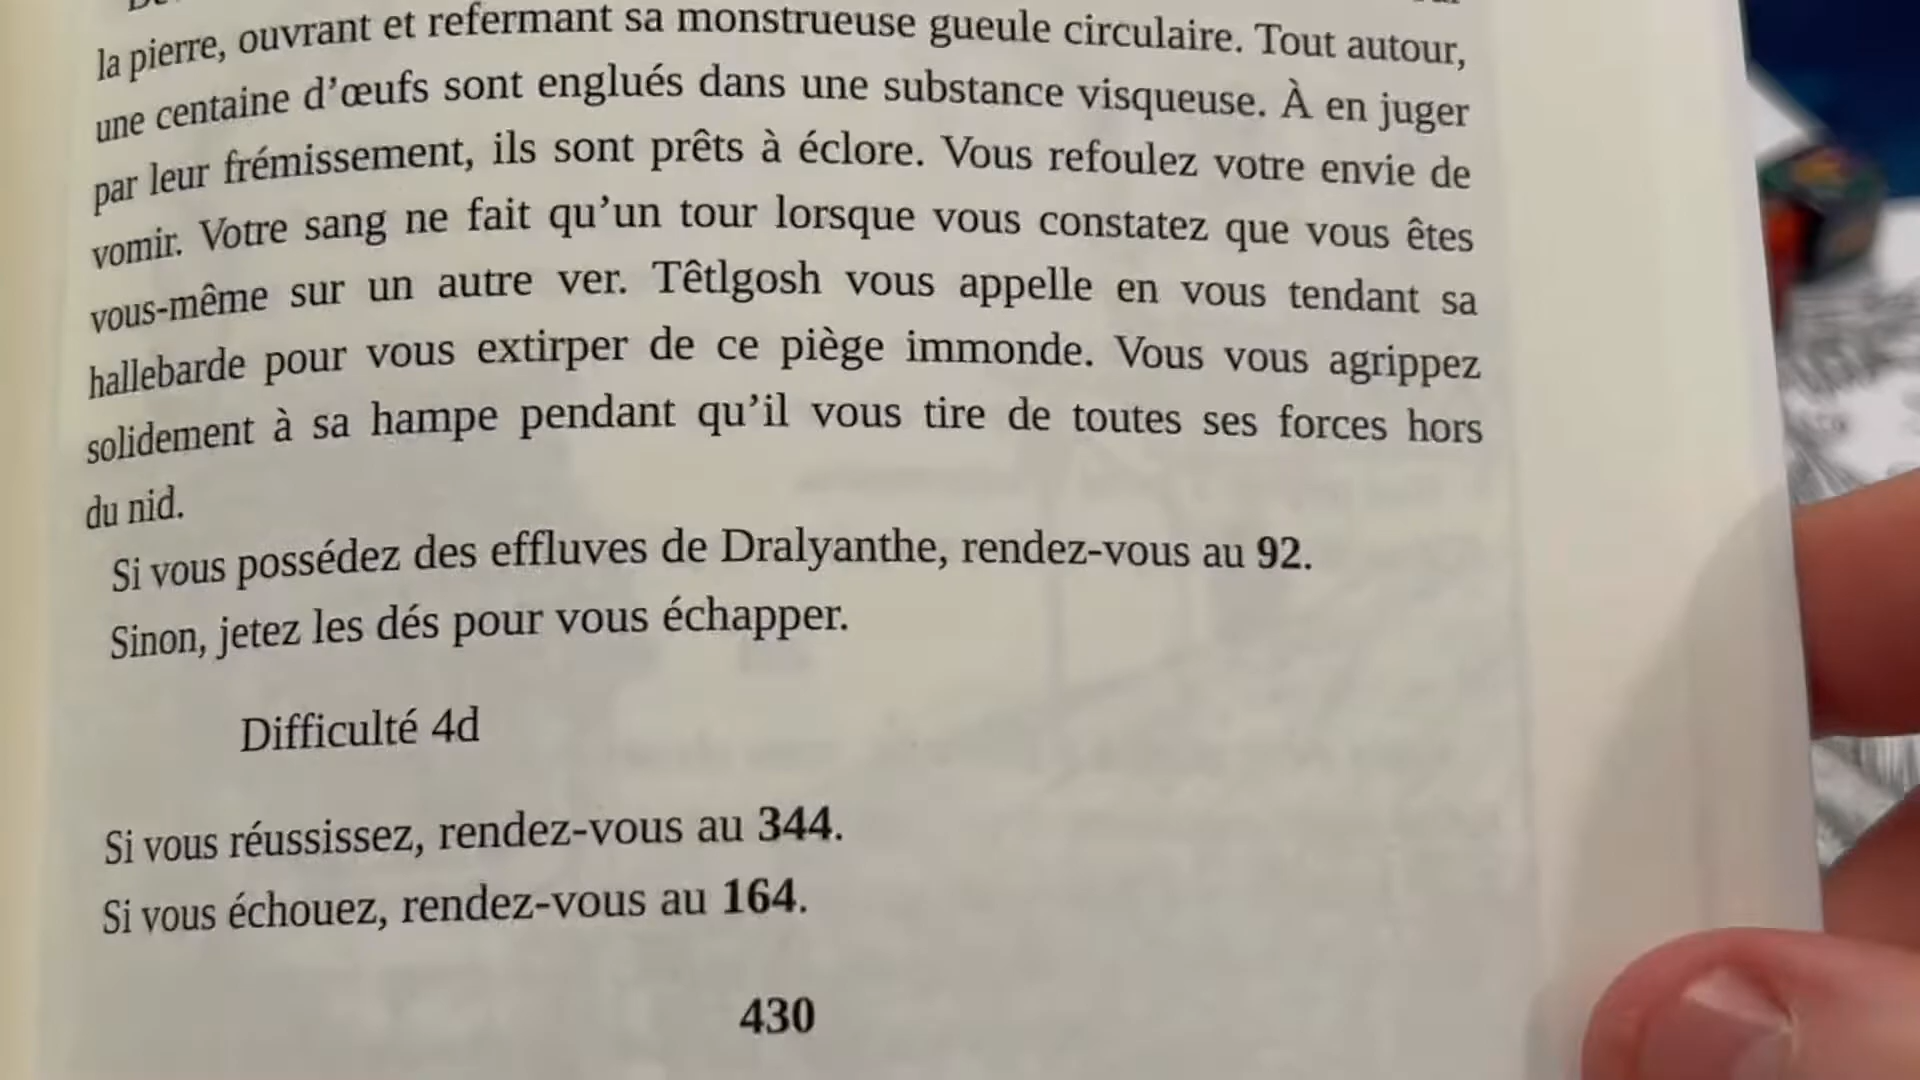 la pierre, ouvrant et refermant sa monstrueuse gueule circulaire. Tout autour,
une centaine d’œufs sont englués dans une substance visqueuse. À en juger
par leur frémissement, ils sont prêts à éclore. Vous refoulez votre envie de
vomir. Votre sang ne fait qu’un tour lorsque vous constatez que vous êtes
vous-même sur un autre ver. Têtlgosh vous appelle en vous tendant sa
hallebarde pour vous extirper de ce piège immonde. Vous vous agrippez
solidement à sa hampe pendant qu’il vous tire de toutes ses forces hors
du nid.
Si vous possédez des effluves de Dralyanthe, rendez-vous au 92.
Sinon, jetez les dés pour vous échapper.
Difficulté 4d
Si vous réussissez, rendez-vous au 344.
Si vous échouez, rendez-vous au 164.
430